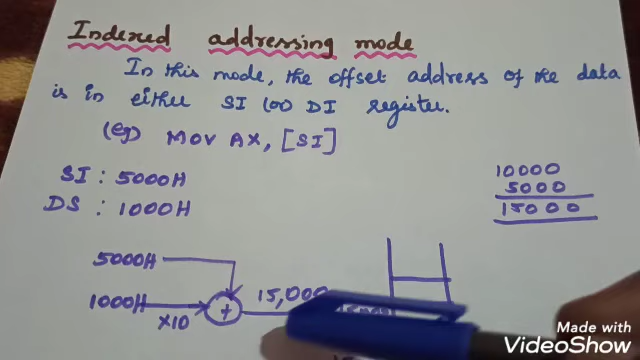 Indexed addressing mode
In this mode, the offset address of the data
is in either SI (or) DI register.
(eg) MOV AX, [SI]
SI : 5000H
DS : 1000H
10000
5000
15000
5000H
1000H
×10
+
15,000
Made with
VideoShow